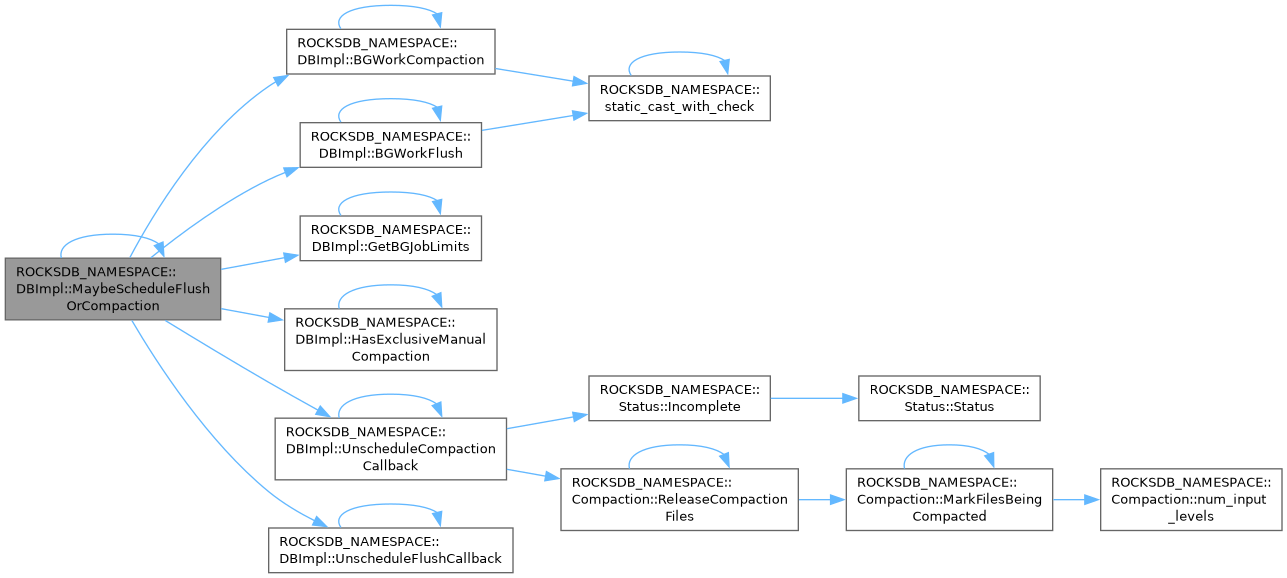 ROCKSDB_NAMESPACE::
DBImpl::MaybeScheduleFlush
OrCompaction
ROCKSDB_NAMESPACE::
DBImpl::BGWorkCompaction
ROCKSDB_NAMESPACE::
static_cast_with_check
ROCKSDB_NAMESPACE::
DBImpl::BGWorkFlush
ROCKSDB_NAMESPACE::
DBImpl::GetBGJobLimits
ROCKSDB_NAMESPACE::
DBImpl::HasExclusiveManual
Compaction
ROCKSDB_NAMESPACE::
DBImpl::UnscheduleCompaction
Callback
ROCKSDB_NAMESPACE::
Status::Incomplete
ROCKSDB_NAMESPACE::
Status::Status
ROCKSDB_NAMESPACE::
Compaction::ReleaseCompaction
Files
ROCKSDB_NAMESPACE::
Compaction::MarkFilesBeing
Compacted
ROCKSDB_NAMESPACE::
Compaction::num_input
_levels
ROCKSDB_NAMESPACE::
DBImpl::UnscheduleFlushCallback